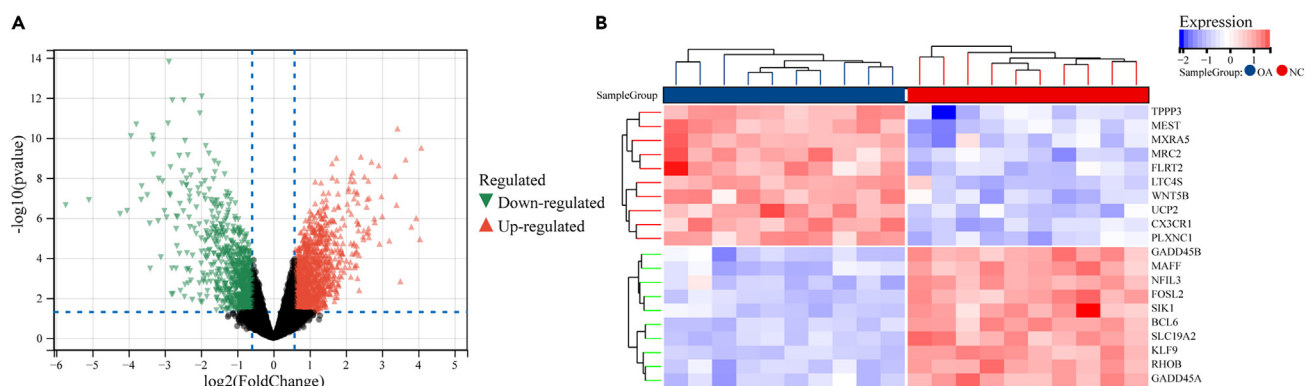 A
14
12
10
8
6
4
2
0
-log10(pvalue)
−6 −5 −4 −3 −2 −1 0 1 2 3 4 5
log2(FoldChange)
Regulated
Down-regulated
Up-regulated
B
Expression
−2 −1 0 1
SampleGroup: OA NC
SampleGroup
TPPP3
MEST
MXRA5
MRC2
FLRT2
LTC4S
WNT5B
UCP2
CX3CR1
PLXNC1
GADD45B
MAFF
NFIL3
FOSL2
SIK1
BCL6
SLC19A2
KLF9
RHOB
GADD45A